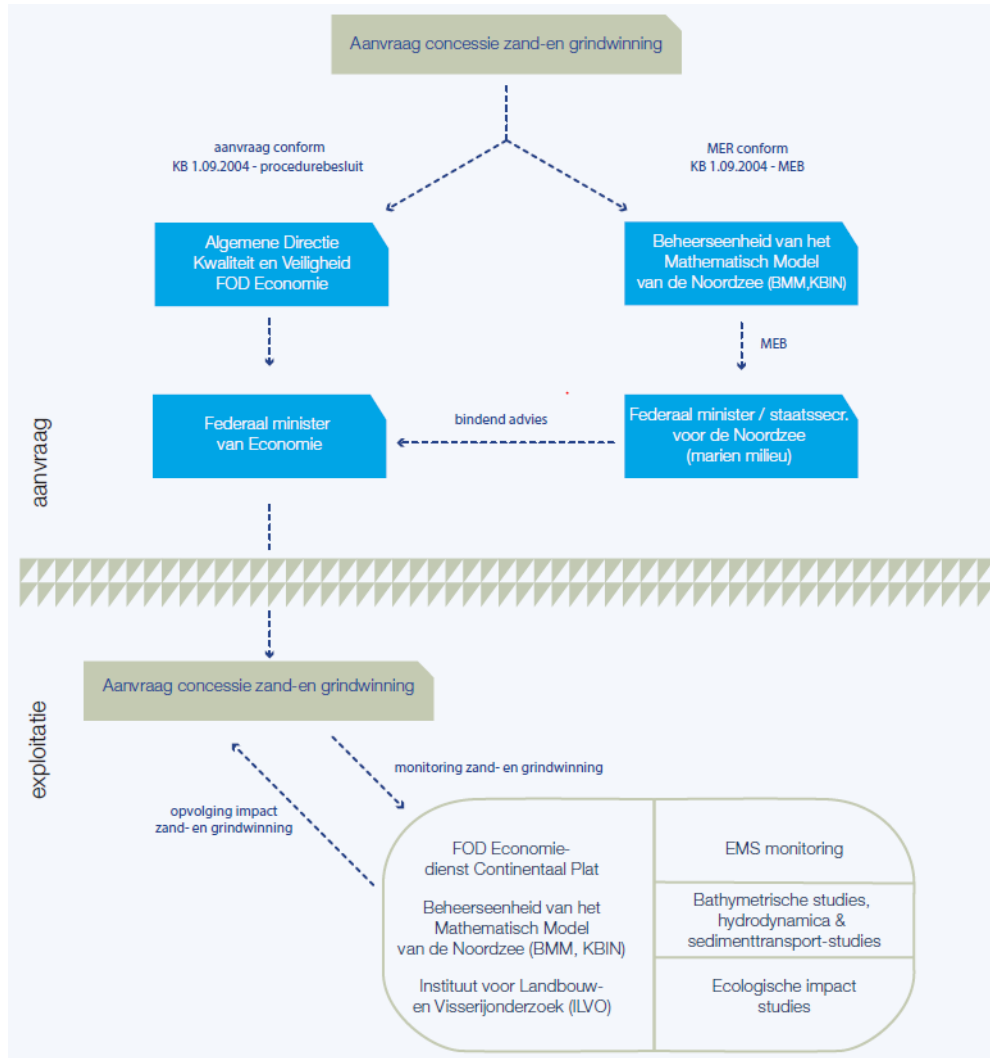 Aanvraag concessie zand-en grindwinning
aanvraag conform
KB 1.09.2004 - procedurebesluit
MER conform
KB 1.09.2004 - MEB
Algemene Directie
Kwaliteit en Veiligheid
FOD Economie
Beheerseenheid van het
Mathematisch Model
van de Noordzee (BMM,KBIN)
MEB
Federaal minister
van Economie
bindend advies
Federaal minister / staatssecr.
voor de Noordzee
(marien milieu)
aanvraag
Aanvraag concessie zand-en grindwinning
exploitatie
monitoring zand- en grindwinning
opvolging impact
zand- en grindwinning
FOD Economie-
dienst Continentaal Plat
EMS monitoring
Beheerseenheid van het
Mathematisch Model
van de Noordzee (BMM, KBIN)
Bathymetrische studies,
hydrodynamica &
sedimenttransport-studies
Instituut voor Landbouw-
en Visserijonderzoek (ILVO)
Ecologische impact
studies